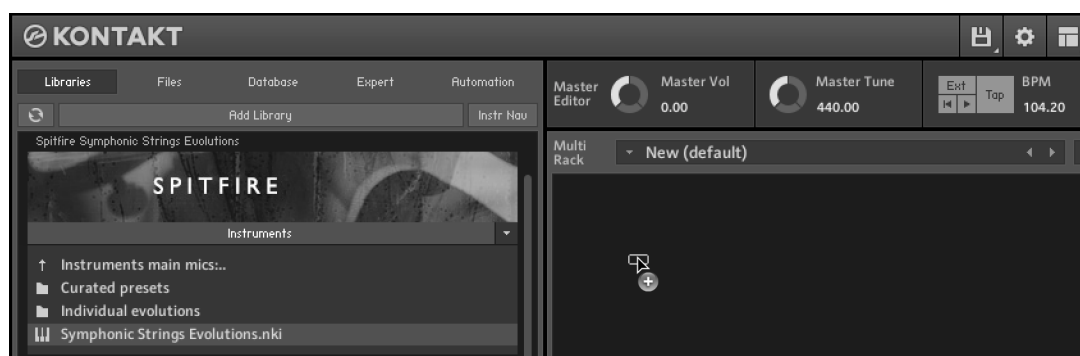 KONTAKT
Libraries Files Database Expert Automation
Add Library Instr Nav
Spitfire Symphonic Strings Evolutions
SPITFIRE
Instruments
Instruments main mics:..
Curated presets
Individual evolutions
Symphonic Strings Evolutions.nki
Master
Editor
Master Vol
0.00
Master Tune
440.00
Ext
Tap
BPM
104.20
Multi
Rack
New (default)